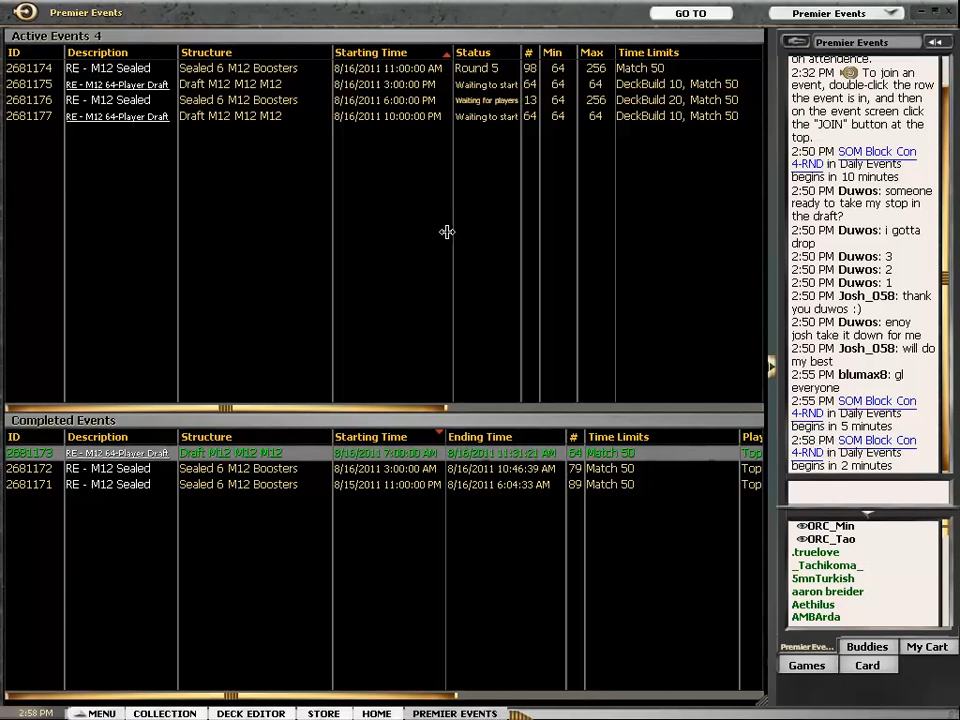 Premier Events
GO TO
Premier Events
Active Events 4
ID Description Structure Starting Time Status # Min Max Time Limits
2681174 RE - M12 Sealed Sealed 6 M12 Boosters 8/16/2011 11:00:00 AM Round 5 98 64 256 Match 50
2681175 RE - M12 64-Player Draft Draft M12 M12 M12 8/16/2011 3:00:00 PM Waiting to start 64 64 64 DeckBuild 10, Match 50
2681176 RE - M12 Sealed Sealed 6 M12 Boosters 8/16/2011 6:00:00 PM Waiting for players 13 64 256 DeckBuild 20, Match 50
2681177 RE - M12 64-Player Draft Draft M12 M12 M12 8/16/2011 10:00:00 PM Waiting to start 64 64 64 DeckBuild 10, Match 50
Completed Events
ID Description Structure Starting Time Ending Time # Time Limits Play
2681173 RE - M12 64-Player Draft Draft M12 M12 M12 8/16/2011 7:00:00 AM 8/16/2011 11:31:21 AM 64 Match 50 Top
2681172 RE - M12 Sealed Sealed 6 M12 Boosters 8/16/2011 3:00:00 AM 8/16/2011 10:46:39 AM 79 Match 50 Top
2681171 RE - M12 Sealed Sealed 6 M12 Boosters 8/15/2011 11:00:00 PM 8/16/2011 6:04:33 AM 89 Match 50 Top
Premier Events
on attendence.
2:32 PM To join an
event, double-click the row
the event is in, and then
on the event screen click
the "JOIN" button at the
top.
2:50 PM SOM Block Con
4-RND in Daily Events
begins in 10 minutes
2:50 PM Duwos: someone
ready to take my stop in
the draft?
2:50 PM Duwos: i gotta
drop
2:50 PM Duwos: 3
2:50 PM Duwos: 2
2:50 PM Duwos: 1
2:50 PM Josh_058: thank
you duwos :)
2:50 PM Duwos: enoy
josh take it down for me
2:50 PM Josh_058: will do
my best
2:55 PM blumax8: gl
everyone
2:55 PM SOM Block Con
4-RND in Daily Events
begins in 5 minutes
2:58 PM SOM Block Con
4-RND in Daily Events
begins in 2 minutes
ORC_Min
ORC_Tao
.truelove
_Tachikoma_
5mnTurkish
aaron breider
Aethilus
AMBArda
Premier Eve... Buddies My Cart
Games Card
2:58 PM MENU COLLECTION DECK EDITOR STORE HOME PREMIER EVENTS